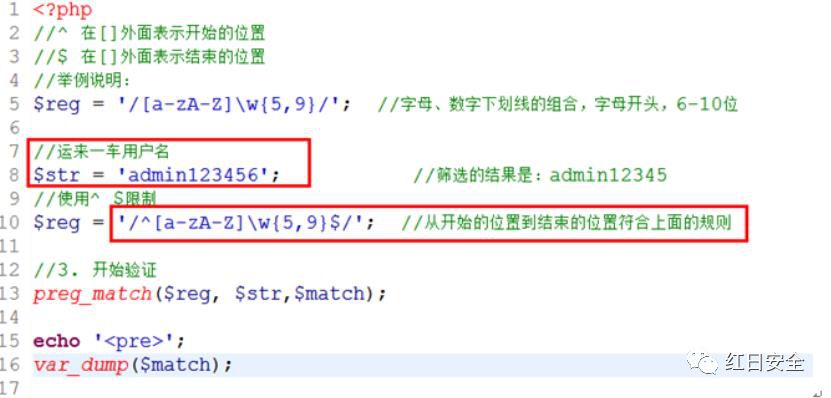 1 <?php
2 //^ 在[]外面表示开始的位置
3 //$ 在[]外面表示结束的位置
4 //举例说明:
5 $reg = '/[a-zA-Z]\w{5,9}/'; //字母、数字下划线的组合，字母开头，6-10位
6
7 //运来一车用户名
8 $str = 'admin123456'; //筛选的结果是: admin12345
9 //使用^ $限制
10 $reg = '/^[a-zA-Z]\w{5,9}$/'; //从开始的位置到结束的位置符合上面的规则
11
12 //3. 开始验证
13 preg_match($reg, $str,$match);
14
15 echo '<pre>';
16 var_dump($match);
17
红日安全